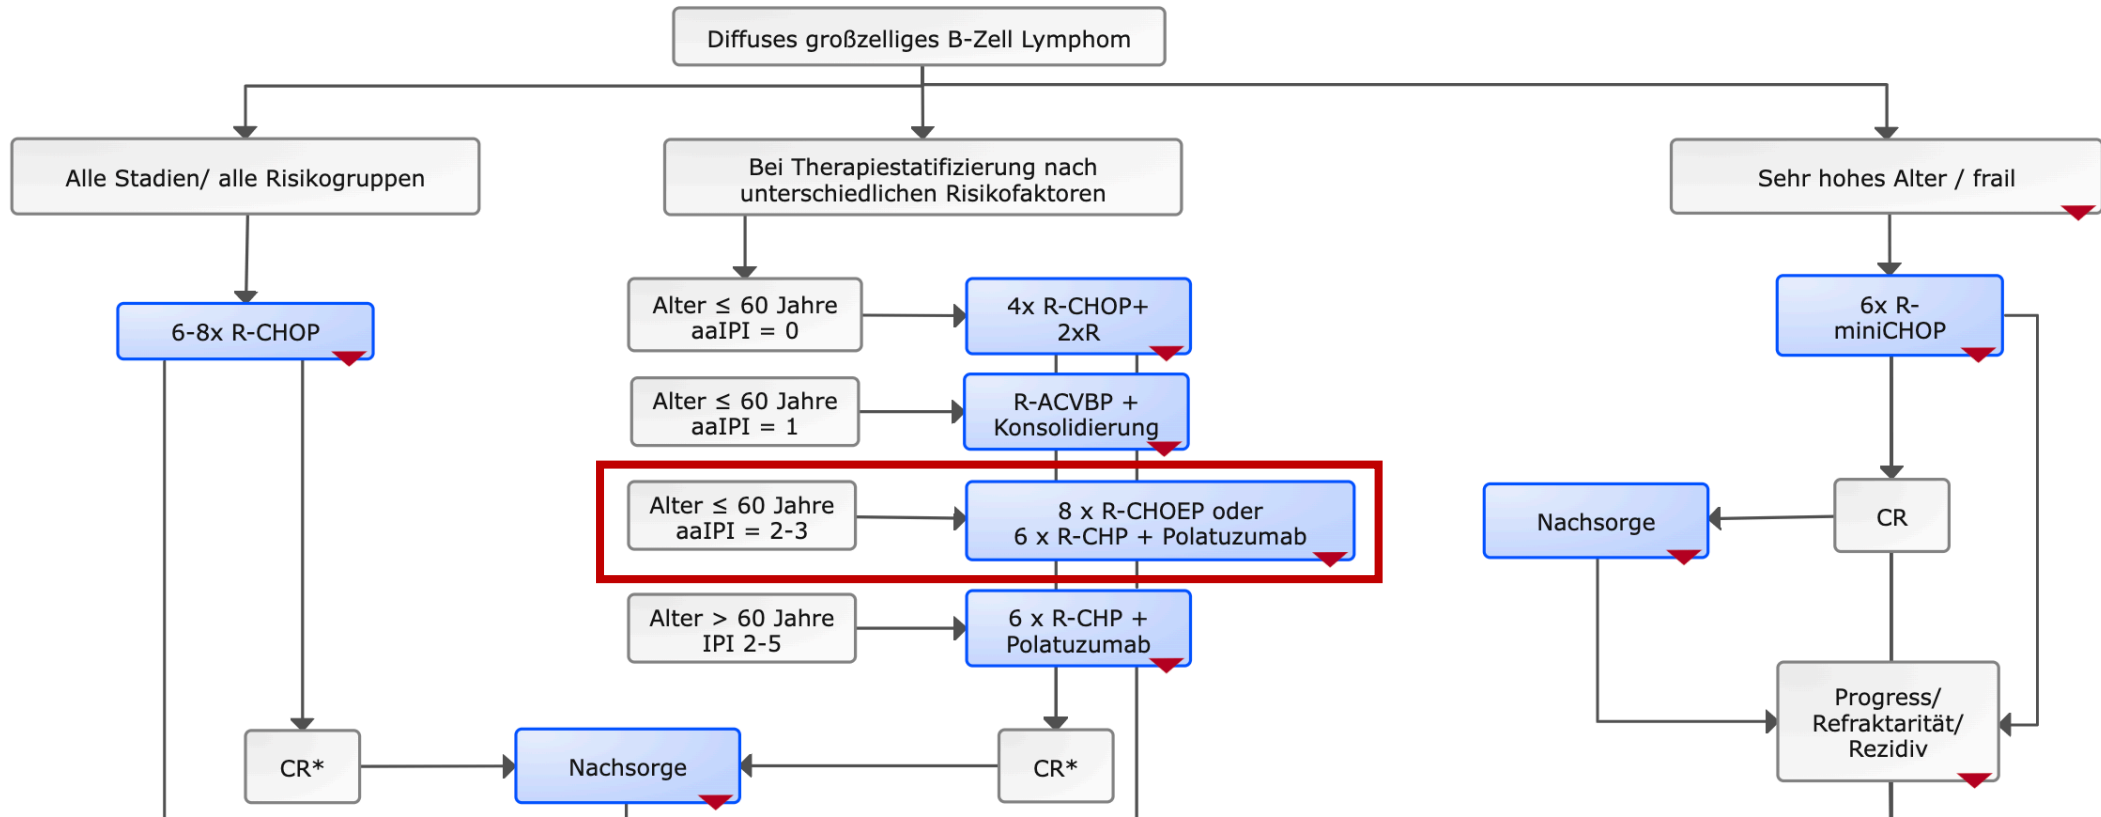 Diffuses großzelliges B-Zell Lymphom
Alle Stadien/ alle Risikogruppen
Bei Therapiestatifizierung nach
unterschiedlichen Risikofaktoren
Sehr hohes Alter / frail
6-8x R-CHOP
Alter ≤ 60 Jahre
aaIPI = 0
4x R-CHOP+
2xR
6x R-
miniCHOP
Alter ≤ 60 Jahre
aaIPI = 1
R-ACVBP +
Konsolidierung
Alter ≤ 60 Jahre
aaIPI = 2-3
8 x R-CHOEP oder
6 x R-CHP + Polatuzumab
Nachsorge
CR
Alter > 60 Jahre
IPI 2-5
6 x R-CHP +
Polatuzumab
Progress/
Refraktarität/
Rezidiv
CR*
Nachsorge
CR*